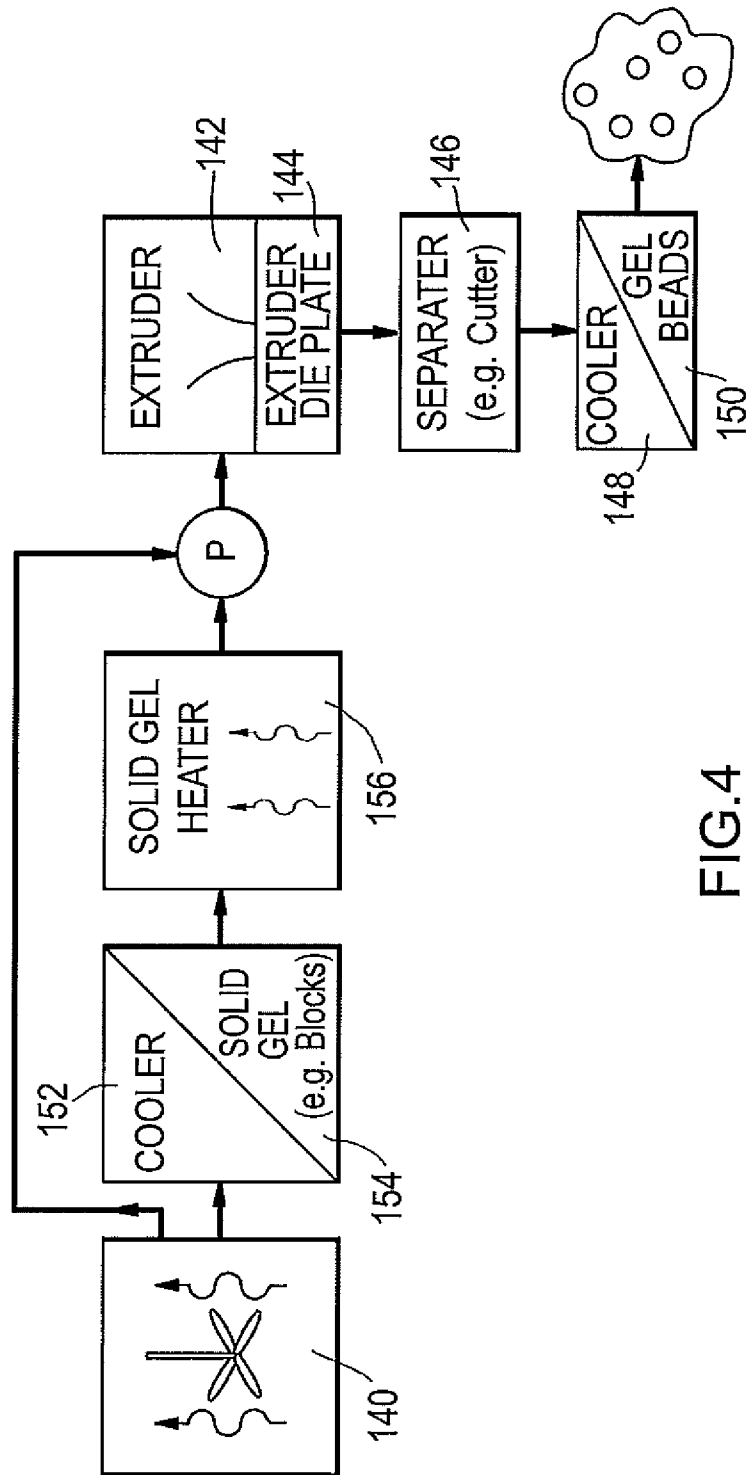 140
152
COOLER
SOLID
GEL
(e.g. Blocks)
154
SOLID GEL
HEATER
156
P
EXTRUDER
142
EXTRUDER
DIE PLATE
144
SEPARATER
(e.g. Cutter)
146
COOLER
148
GEL
BEADS
150
FIG.4